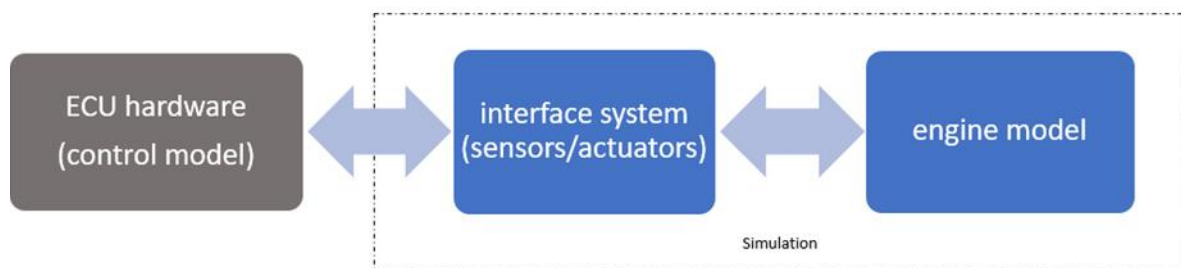 ECU hardware
(control model)
interface system
(sensors/actuators)
engine model
Simulation